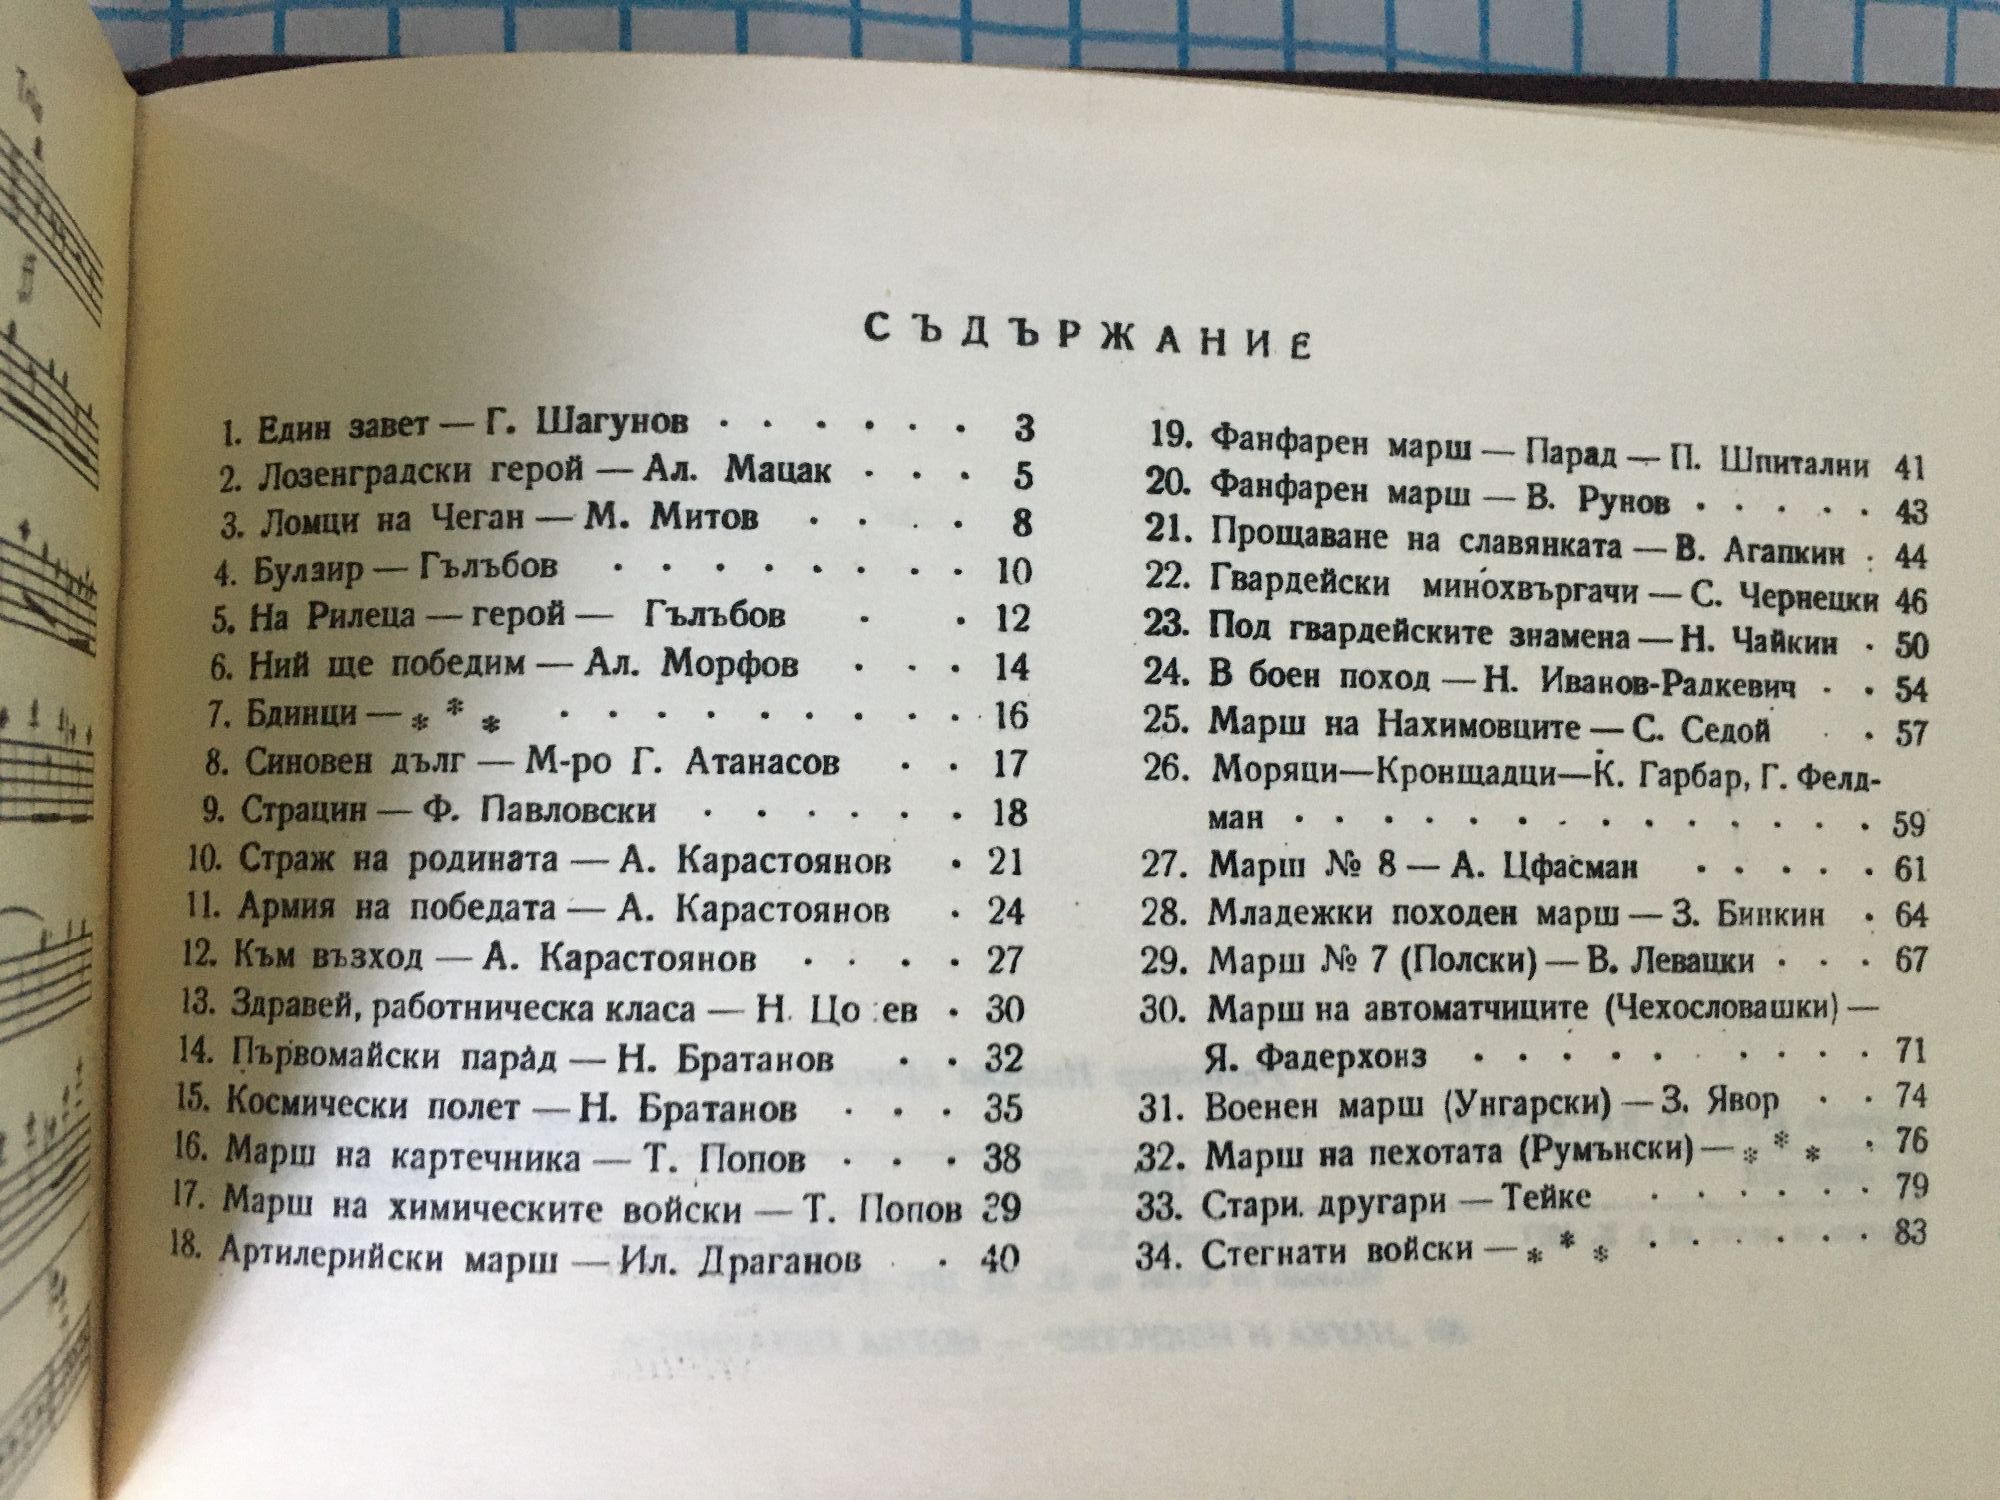 СЪДЪРЖАНИЕ
1. Един завет — Г. Шагунов . . . . . . 3
2. Лозенградски герой — Ал. Мацак . . . 5
3. Ломци на Чеган — М. Митов . . . . 8
4. Булаир — Гълъбов . . . . . . . . 10
5. На Рилеца — герой — Гълъбов . . 12
6. Ний ще победим — Ал. Морфов . . . 14
7. Бдинци — * * * . . . . . . . . . 16
8. Синовен дълг — М-ро Г. Атанасов . . 17
9. Страцин — Ф. Павловски . . . . . . 18
10. Страж на родината — А. Карастоянов . 21
11. Армия на победата — А. Карастоянов . 24
12. Към възход — А. Карастоянов . . . . 27
13. Здравей, работническа класа — Н. . 30
14. Първомайски парад — Н. Братанов . . 32
15. Космически полет — Н. Братанов . . . 35
16. Марш на картечника — Т. Попов . . . 38
17. Марш на химическите войски — Т. Попов
18. Артилерийски марш — Ил. Драганов . 40
19. Фанфарен марш — Парад — П. Шпитални 41
20. Фанфарен марш — В. Рунов . . . . . 43
21. Прощаване на славянката — В. Агапкин . 44
22. Гвардейски минохвъргачи — С. Чернецки 46
23. Под гвардейските знамена — Н. Чайкин . 50
24. В боен поход — Н. Иванов-Радкевич . . 54
25. Марш на Нахимовците — С. Седой . . 57
26. Моряци—Кронщадци—К. Гарбар, Г. Фелд-
ман . . . . . . . . . . . . . . 59
27. Марш № 8 — А. Цфасман . . . . . 61
28. Младежки походен марш — З. Бинкин . 64
29. Марш № 7 (Полски) — В. Левацки . . . 67
30. Марш на автоматчиците (Чехословашки) —
Я. Фадерхонз . . . . . . . . . 71
31. Военен марш (Унгарски) — З. Явор . . 74
32. Марш на пехотата (Румънски) — * * * . 76
33. Стари другари — Тейке . . . . . . 79
34. Стегнати войски — * * * . . . . . . 83